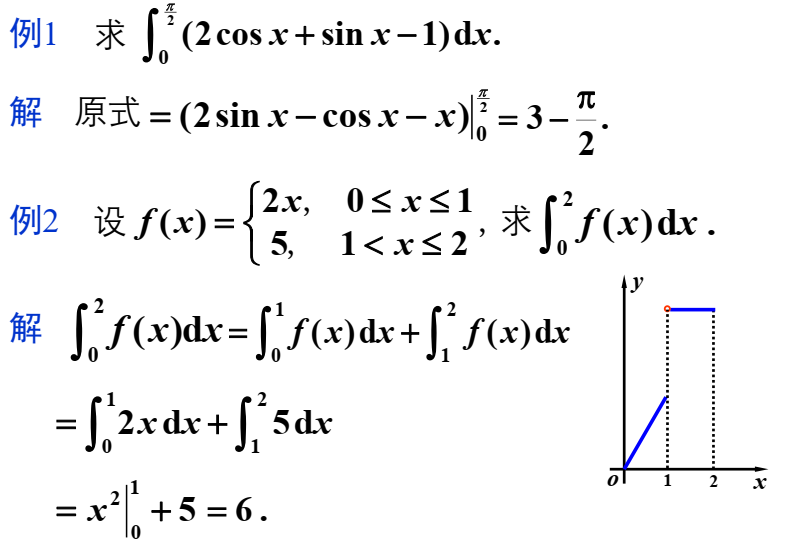 例1 求 ∫₀^{π/2} (2cos x + sin x − 1)dx.
解 原式 = (2sin x − cos x − x)|₀^{π/2} = 3 − π/2.
例2 设 f(x) = { 2x, 0 ≤ x ≤ 1
5, 1 < x ≤ 2 , 求 ∫₀² f(x)dx .
解 ∫₀² f(x)dx = ∫₀¹ f(x)dx + ∫₁² f(x)dx
= ∫₀¹ 2x dx + ∫₁² 5 dx
= x²|₀¹ + 5 = 6 .
y
o 1 2 x